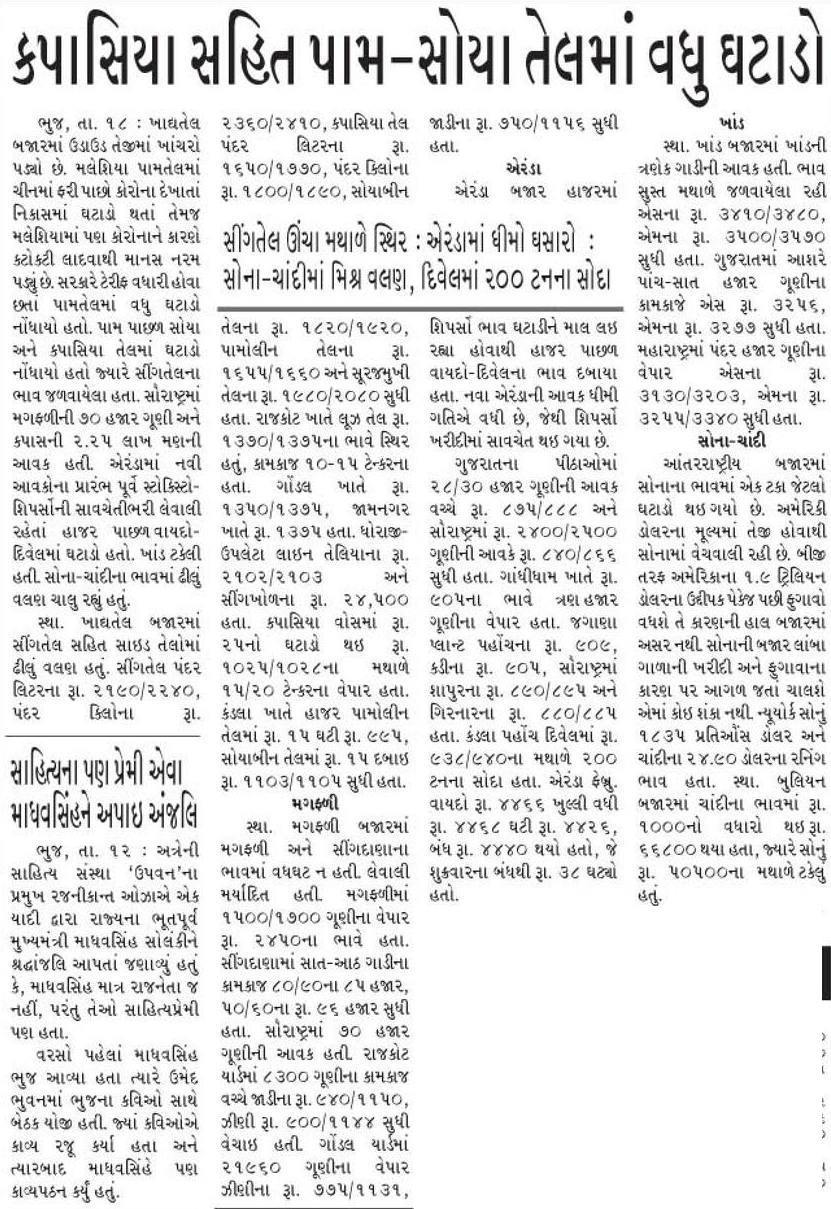 કપાસિયા સહિત પામ-સોયા તેલમાં વધુ ઘટાડો
ભુજ, તા. ૧૮ : ખાદ્યતેલ
બજારમાં ઉડાઉડ તેજીમાં ખાંચરો
પડ્યો છે. મલેશિયા પામતેલમાં
ચીનમાં ફરી પાછો કોરોના દેખાતાં
નિકાસમાં ઘટાડો થતાં તેમજ
મલેશિયામાં પણ કોરોનાને કારણે
કટોકટી લાદવાથી માનસ નરમ
પડ્યું છે. સરકારે ટેરીફ વધારી હોવા
છતાં પામતેલમાં વધુ ઘટાડો
નોંધાયો હતો. પામ પાછળ સોયા
અને કપાસિયા તેલમાં ઘટાડો
નોંધાયો હતો જ્યારે સીંગતેલના
ભાવ જળવાયેલા હતા. સૌરાષ્ટ્રમાં
મગફળીની ૭૦ હજાર ગૂણી અને
કપાસની ૨.૨૫ લાખ મણની
આવક હતી. એરંડામાં નવી
આવકોના પ્રારંભ પૂર્વે સ્ટોકિસ્ટો-
શિપર્સોની સાવચેતીભરી લેવાલી
રહેતાં હાજર પાછળ વાયદો-
દિવેલમાં ઘટાડો હતો. ખાંડ ટકેલી
હતી. સોના-ચાંદીના ભાવમાં ઢીલું
વલણ ચાલુ રહ્યું હતું.
સ્થા. ખાદ્યતેલ બજારમાં
સીંગતેલ સહિત સાઇડ તેલોમાં
ઢીલું વલણ હતું. સીંગતેલ પંદર
લિટરના રૂા. ૨૧૯૦/૨૨૪૦,
પંદર કિલોના રૂા.
૨૩૬૦/૨૪૧૦, કપાસિયા તેલ
પંદર લિટરના રૂા.
૧૬૫૦/૧૭૭૦, પંદર કિલોના
રૂા. ૧૮૦૦/૧૮૯૦, સોયાબીન
સીંગતેલ ઊંચા મથાળે સ્થિર : એરંડામાં ધીમો ઘસારો :
સોના-ચાંદીમાં મિશ્ર વલણ, દિવેલમાં ૨૦૦ ટનના સોદા
તેલના રૂા. ૧૮૨૦/૧૯૨૦,
પામોલીન તેલના રૂા.
૧૬૫૫/૧૬૬૦ અને સૂરજમુખી
તેલના રૂા. ૧૯૮૦/૨૦૮૦ સુધી
હતા. રાજકોટ ખાતે લૂઝ તેલ રૂા.
૧૩૭૦/૧૩૭૫ના ભાવે સ્થિર
હતું, કામકાજ ૧૦-૧૫ ટેન્કરના
હતા. ગોંડલ ખાતે રૂા.
૧૩૫૦/૧૩૭૫, જામનગર
ખાતે રૂા. ૧૩૭૫ હતા. ધોરાજી-
ઉપલેટા લાઇન તેલિયાના રૂા.
૨૧૦૨/૨૧૦૩ અને
સીંગખોળના રૂા. ૨૪,૫૦૦
હતા. કપાસિયા વોસમાં રૂા.
૨૫નો ઘટાડો થઇ રૂા.
૧૦૨૫/૧૦૨૮ના મથાળે
૧૫/૨૦ ટેન્કરના વેપાર હતા.
કંડલા ખાતે હાજર પામોલીન
તેલમાં રૂા. ૧૫ ઘટી રૂા. ૯૯૫,
સોયાબીન તેલમાં રૂા. ૧૫ દબાઇ
રૂા. ૧૧૦૩/૧૧૦૫ સુધી હતા.
મગફળી
સ્થા. મગફળી બજારમાં
મગફળી અને સીંગદાણાના
ભાવમાં વધઘટ ન હતી. લેવાલી
મર્યાદિત હતી. મગફળીમાં
૧૫૦૦/૧૭૦૦ ગૂણીના વેપાર
રૂા. ૨૪૫૦ના ભાવે હતા.
સીંગદાણામાં સાત-આઠ ગાડીના
કામકાજ ૮૦/૯૦ના ૮૫ હજાર,
૫૦/૬૦ના રૂા. ૯૬ હજાર સુધી
હતા. સૌરાષ્ટ્રમાં ૭૦ હજાર
ગૂણીની આવક હતી. રાજકોટ
યાર્ડમાં ૮૩૦૦ ગૂણીના કામકાજ
વચ્ચે જાડીના રૂા. ૯૪૦/૧૧૫૦,
ઝીણી રૂા. ૯૦૦/૧૧૪૪ સુધી
વેચાઇ હતી. ગોંડલ યાર્ડમાં
૨૧૯૬૦ ગૂણીના વેપાર
ઝીણીના રૂા. ૭૭૫/૧૧૩૧,
જાડીના રૂા. ૭૫૦/૧૧૫૬ સુધી
હતા.
એરંડા
એરંડા બજાર હાજરમાં
શિપર્સો ભાવ ઘટાડીને માલ લઇ
રહ્યા હોવાથી હાજર પાછળ
વાયદો-દિવેલના ભાવ દબાયા
હતા. નવા એરંડાની આવક ધીમી
ગતિએ વધી છે, જેથી શિપર્સો
ખરીદીમાં સાવચેત થઇ ગયા છે.
ગુજરાતના પીઠાઓમાં
૨૮/૩૦ હજાર ગૂણીની આવક
વચ્ચે રૂા. ૮૭૫/૮૮૮ અને
સૌરાષ્ટ્રમાં રૂા. ૨૪૦૦/૨૫૦૦
ગૂણીની આવકે રૂા. ૮૪૦/૮૬૬
સુધી હતા. ગાંધીધામ ખાતે રૂા.
૯૦૫ના ભાવે ત્રણ હજાર
ગૂણીના વેપાર હતા. જગાણા
પ્લાન્ટ પહોંચના રૂા. ૯૦૯,
કડીના રૂા. ૯૦૫, સૌરાષ્ટ્રમાં
શાપુરના રૂા. ૮૯૦/૮૯૫ અને
ગિરનારના રૂા. ૮૮૦/૮૮૫
હતા. કંડલા પહોંચ દિવેલમાં રૂા.
૯૩૮/૯૪૦ના મથાળે ૨૦૦
ટનના સોદા હતા. એરંડા ફેબ્રુ.
વાયદો રૂા. ૪૪૬૬ ખુલ્લી વધી
રૂા. ૪૪૬૮ ઘટી રૂા. ૪૪૨૬,
બંધ રૂા. ૪૪૪૦ થયો હતો, જે
શુક્રવારના બંધથી રૂા. ૩૮ ઘટ્યો
હતો.
ખાંડ
સ્થા. ખાંડ બજારમાં ખાંડની
ત્રણેક ગાડીની આવક હતી. ભાવ
સુસ્ત મથાળે જળવાયેલા રહી
એસના રૂા. ૩૪૧૦/૩૪૮૦,
એમના રૂા. ૩૫૦૦/૩૫૭૦
સુધી હતા. ગુજરાતમાં આશરે
પાંચ-સાત હજાર ગૂણીના
કામકાજે એસ રૂા. ૩૨૫૬,
એમના રૂા. ૩૨૭૭ સુધી હતા.
મહારાષ્ટ્રમાં પંદર હજાર ગૂણીના
વેપાર એસના રૂા.
૩૧૩૦/૩૨૦૩, એમના રૂા.
૩૨૫૫/૩૩૪૦ સુધી હતા.
સોના-ચાંદી
આંતરરાષ્ટ્રીય બજારમાં
સોનાના ભાવમાં એક ટકા જેટલો
ઘટાડો થઇ ગયો છે. અમેરિકી
ડોલરના મૂલ્યમાં તેજી હોવાથી
સોનામાં વેચવાલી રહી છે. બીજી
તરફ અમેરિકાના ૧.૯ ટ્રિલિયન
ડોલરના ઉદ્દીપક પેકેજ પછી ફુગાવો
વધશે તે કારણની હાલ બજારમાં
અસર નથી. સોનાની બજાર લાંબા
ગાળાની ખરીદી અને ફુગાવાના
કારણ પર આગળ જતાં ચાલશે
એમાં કોઇ શંકા નથી. ન્યૂયોર્ક સોનું
૧૮૩૫ પ્રતિઔંસ ડોલર અને
ચાંદીના ૨૪.૯૦ ડોલરના રનિંગ
ભાવ હતા. સ્થા. બુલિયન
બજારમાં ચાંદીના ભાવમાં રૂા.
૧૦૦૦નો વધારો થઇ રૂા.
૬૬૮૦૦ થયા હતા, જ્યારે સોનું
રૂા. ૫૦૫૦૦ના મથાળે ટકેલું
હતું.
સાહિત્યના પણ પ્રેમી એવા
માધવસિંહને અપાઇ અંજલિ
ભુજ, તા. ૧૨ : અત્રેની
સાહિત્ય સંસ્થા ‘ઉપવન’ના
પ્રમુખ રજનીકાન્ત ઓઝાએ એક
યાદી દ્વારા રાજ્યના ભૂતપૂર્વ
મુખ્યમંત્રી માધવસિંહ સોલંકીને
શ્રદ્ધાંજલિ આપતાં જણાવ્યું હતું
કે, માધવસિંહ માત્ર રાજનેતા જ
નહીં, પરંતુ તેઓ સાહિત્યપ્રેમી
પણ હતા.
વરસો પહેલાં માધવસિંહ
ભુજ આવ્યા હતા ત્યારે ઉમેદ
ભુવનમાં ભુજના કવિઓ સાથે
બેઠક યોજી હતી. જ્યાં કવિઓએ
કાવ્ય રજૂ કર્યા હતા અને
ત્યારબાદ માધવસિંહે પણ
કાવ્યપઠન કર્યું હતું.